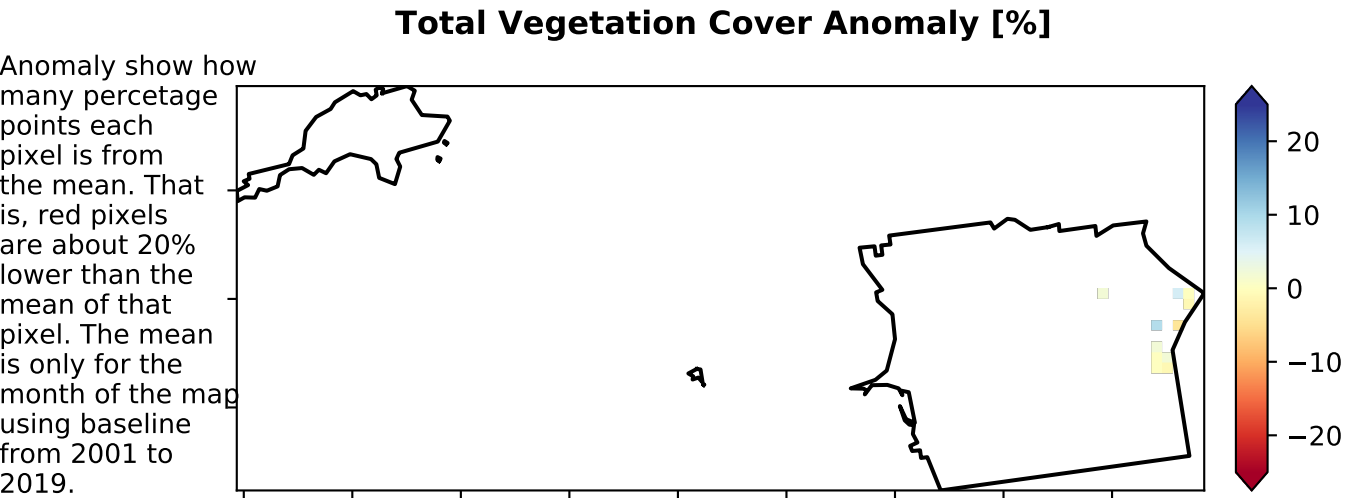 Total Vegetation Cover Anomaly [%]
Anomaly show how
many percetage
points each
pixel is from
the mean. That
is, red pixels
are about 20%
lower than the
mean of that
pixel. The mean
is only for the
month of the map
using baseline
from 2001 to
2019.
20
10
0
−10
−20